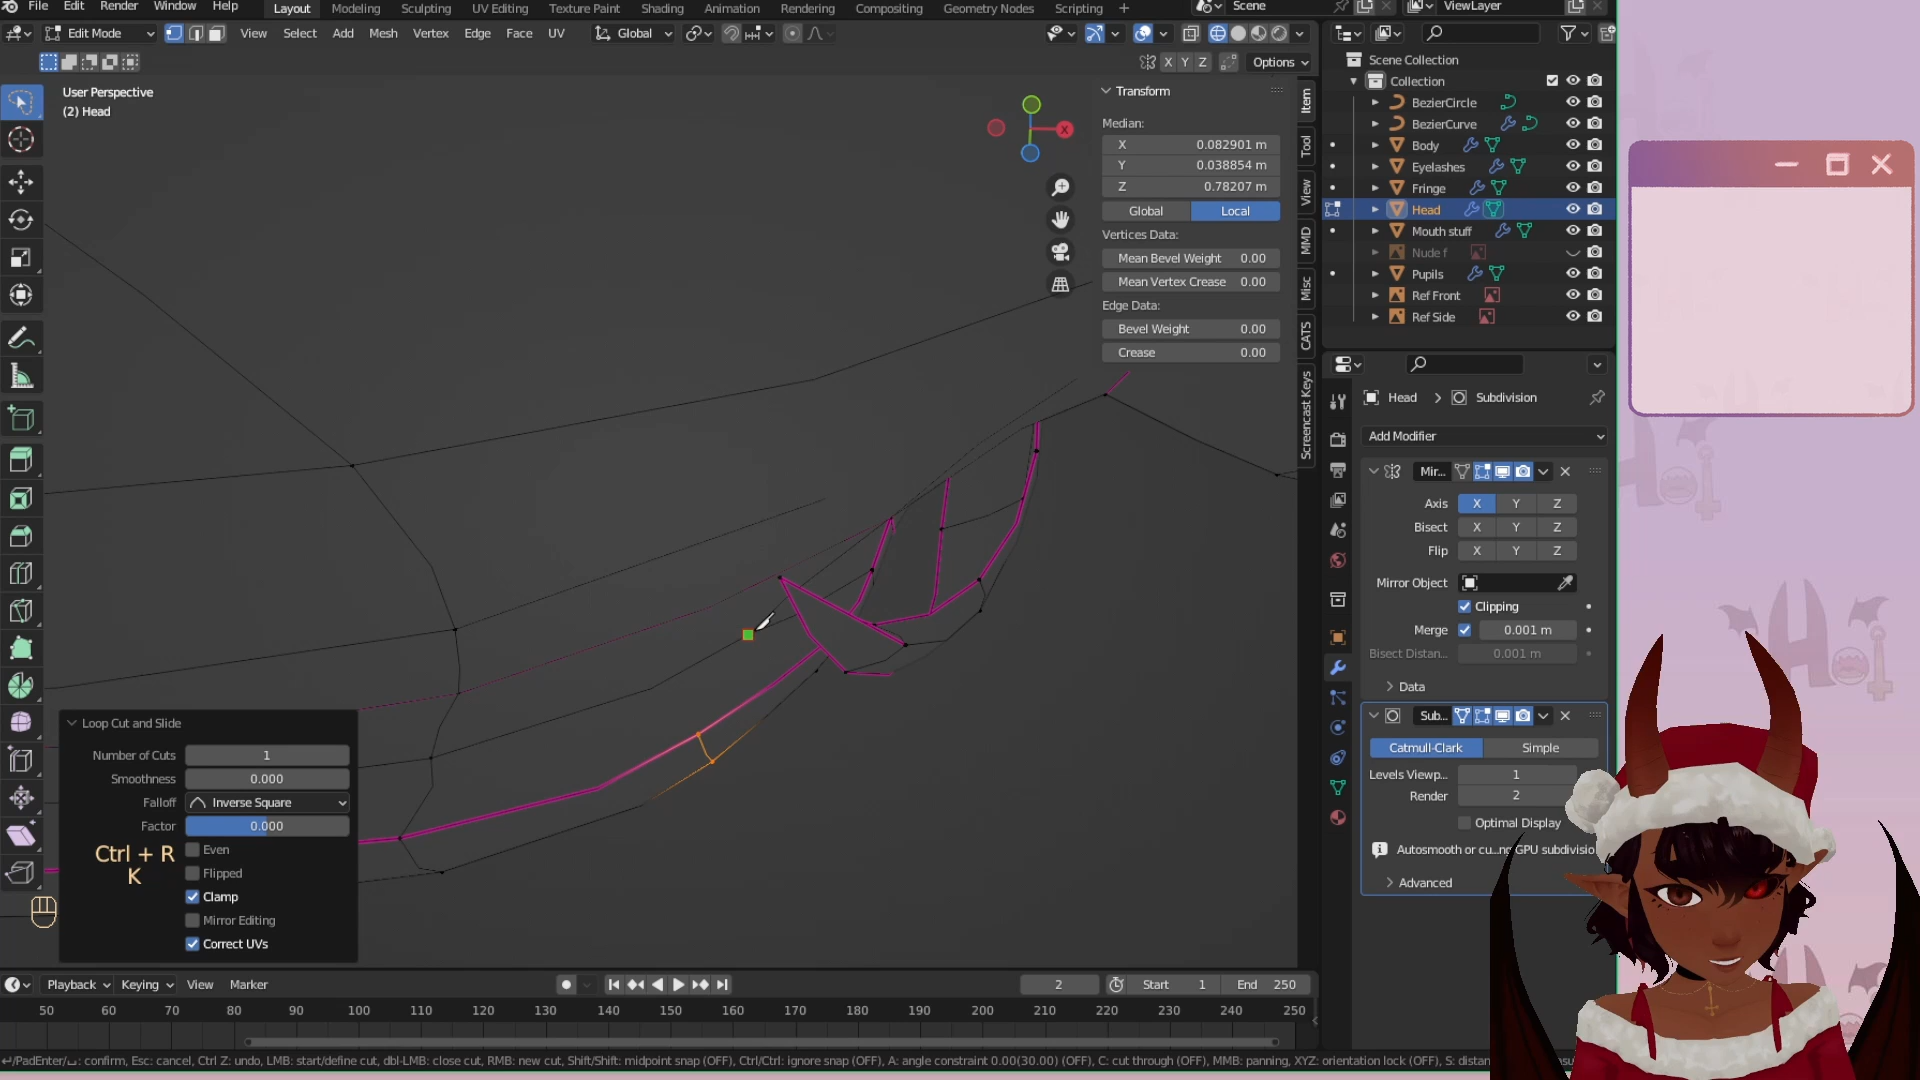 File Edit Render Window Help Layout Modeling Sculpting UV Editing Texture Paint Shading Animation Rendering Compositing Geometry Nodes Scripting + Scene ViewLayer
Edit Mode View Select Add Mesh Vertex Edge Face UV Global
X Y Z Options
User Perspective
(2) Head
X
Transform
Median:
X 0.082901 m
Y 0.038854 m
Z 0.78207 m
Global Local
Vertices Data:
Mean Bevel Weight 0.00
Mean Vertex Crease 0.00
Edge Data:
Bevel Weight 0.00
Crease 0.00
Item
Tool
View
MMD
Misc
CATS
Screencast Keys
Scene Collection
Collection
BezierCircle
BezierCurve
Body
Eyelashes
Fringe
Head
Mouth stuff
Nude f
Pupils
Ref Front
Ref Side
Head > Subdivision
Add Modifier
Mir...
Axis X Y Z
Bisect X Y Z
Flip X Y Z
Mirror Object
Clipping
Merge 0.001 m
Bisect Distan... 0.001 m
Data
Sub...
Catmull-Clark Simple
Levels Viewp... 1
Render 2
Optimal Display
Autosmooth or cu...ng GPU subdivisio
Advanced
Loop Cut and Slide
Number of Cuts 1
Smoothness 0.000
Falloff Inverse Square
Factor 0.000
Even
Flipped
Clamp
Mirror Editing
Correct UVs
Ctrl + R
K
Playback Keying View Marker 2 Start 1 End 250
50 60 70 80 90 100 110 120 130 140 150 160 170 180 190 200 210 220 230 240 250
/PadEnter/: confirm, Esc: cancel, Ctrl Z: undo, LMB: start/define cut, dbl-LMB: close cut, RMB: new cut, Shift/Shift: midpoint snap (OFF), Ctrl/Ctrl: ignore snap (OFF), A: angle constraint 0.00(30.00) (OFF), C: cut through (OFF), MMB: panning, XYZ: orientation lock (OFF), S: distan